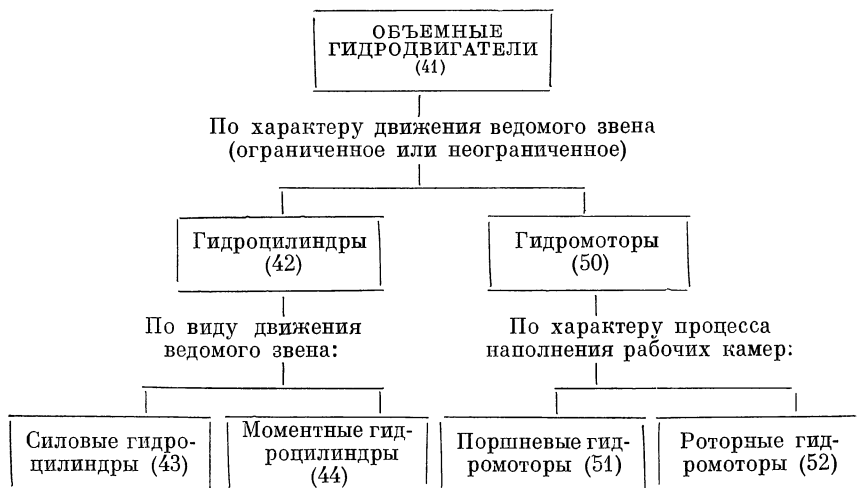 ОБЪЕМНЫЕ
ГИДРОДВИГАТЕЛИ
(41)
По характеру движения ведомого звена
(ограниченное или неограниченное)
Гидроцилиндры
(42)
Гидромоторы
(50)
По виду движения
ведомого звена:
По характеру процесса
наполнения рабочих камер:
Силовые гидро-
цилиндры (43)
Моментные гид-
роцилиндры
(44)
Поршневые гид-
ромоторы (51)
Роторные гид-
ромоторы (52)